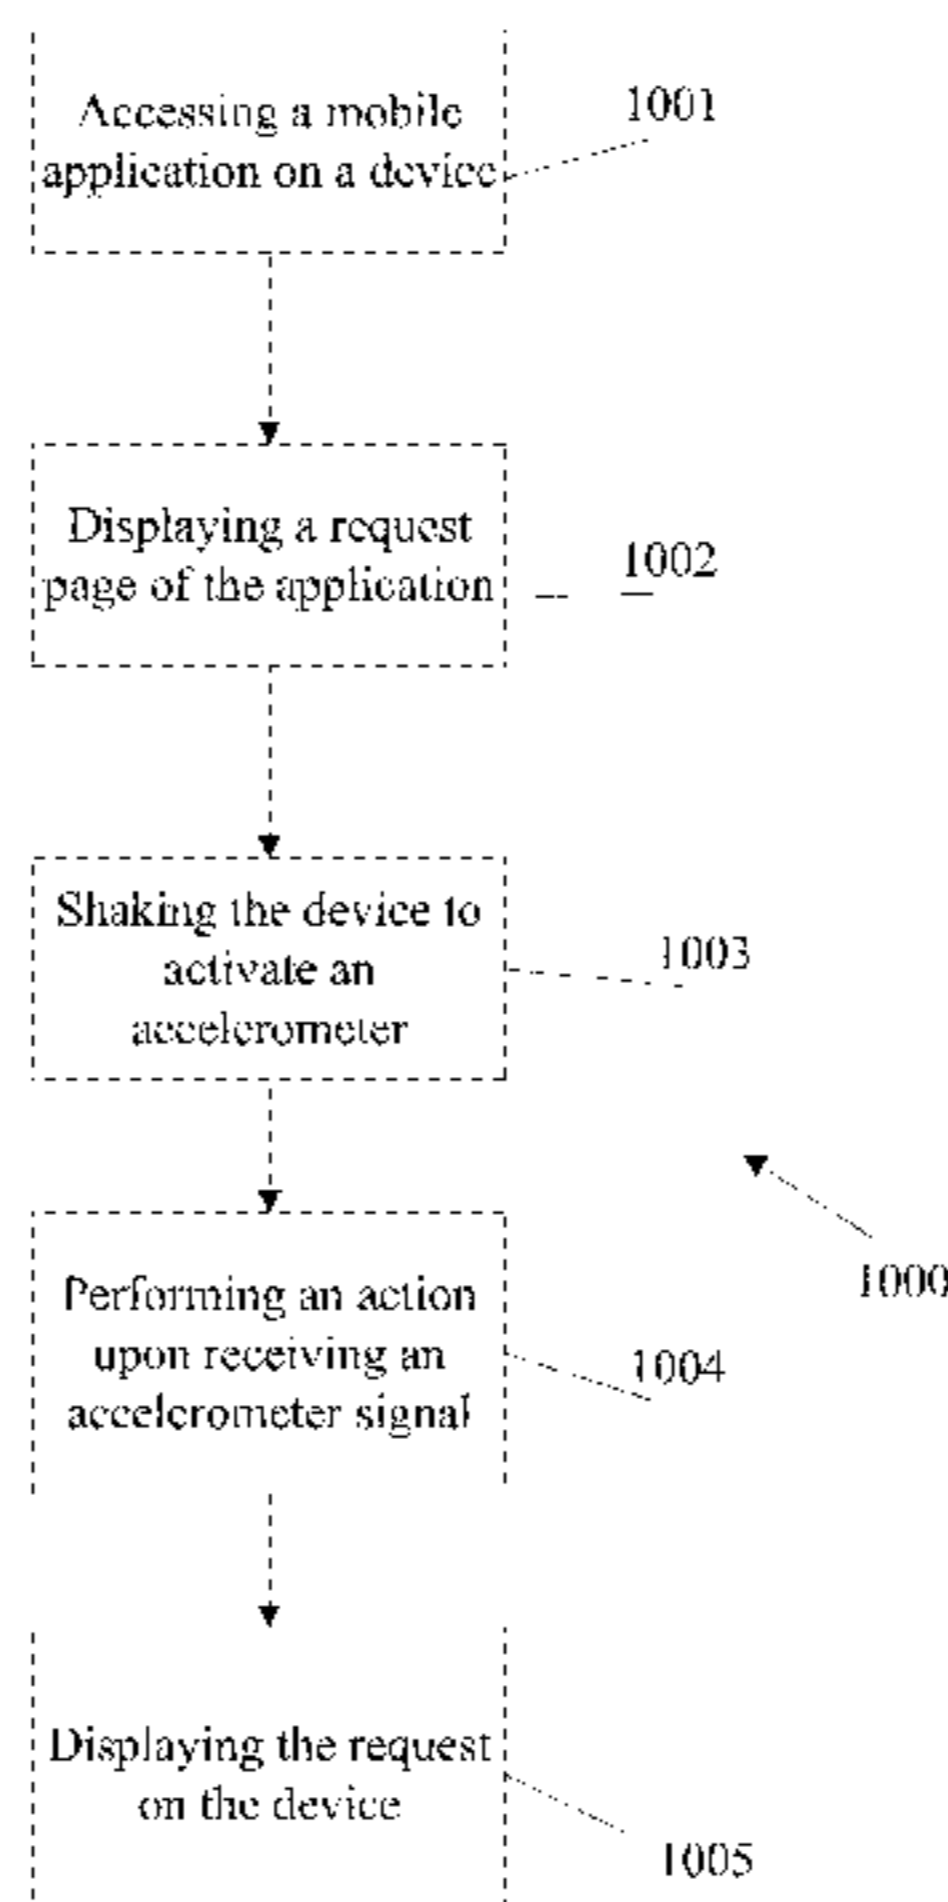 Accessing a mobile
application on a device
1001
Displaying a request
page of the application
1002
Shaking the device to
activate an
accelerometer
1003
1000
Performing an action
upon receiving an
accelerometer signal
1004
Displaying the request
on the device
1005